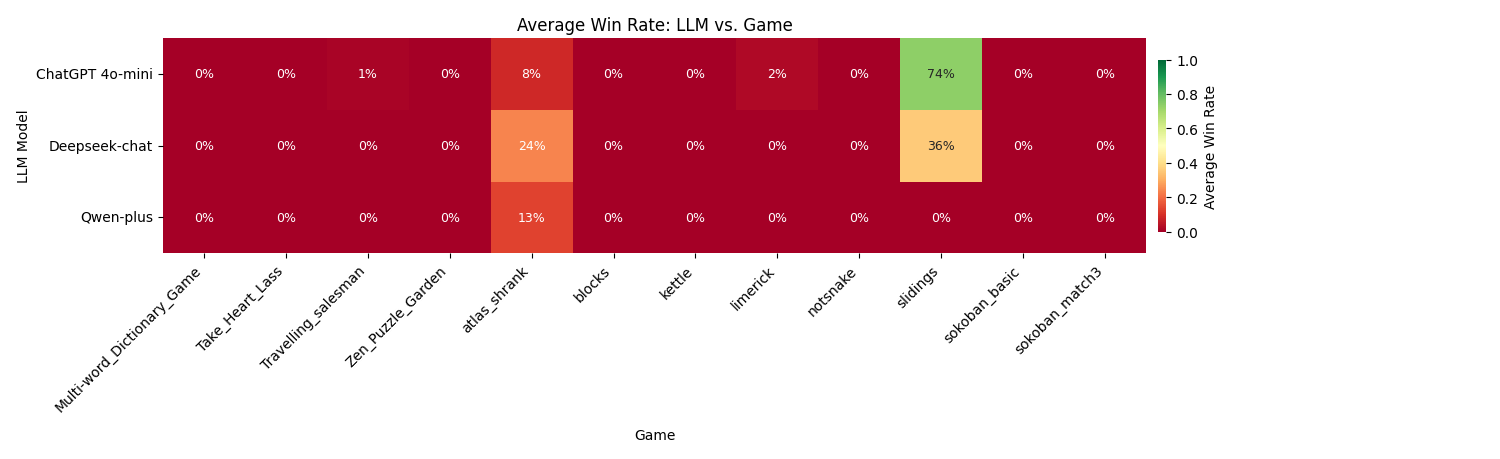 Average Win Rate: LLM vs. Game
LLM Model
ChatGPT 4o-mini 0% 0% 1% 0% 8% 0% 0% 2% 0% 74% 0% 0%
Deepseek-chat 0% 0% 0% 0% 24% 0% 0% 0% 0% 36% 0% 0%
Qwen-plus 0% 0% 0% 0% 13% 0% 0% 0% 0% 0% 0% 0%
Multi-word_Dictionary_Game
Take_Heart_Lass
Travelling_salesman
Zen_Puzzle_Garden
atlas_shrank
blocks
kettle
limerick
notsnake
slidings
sokoban_basic
sokoban_match3
Game
1.0
0.8
0.6
0.4
0.2
0.0
Average Win Rate